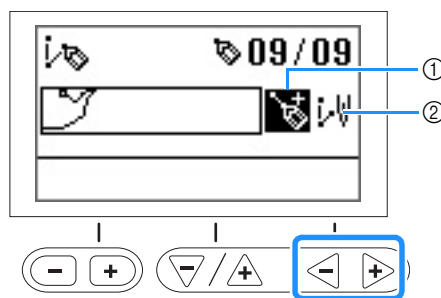 09/09
①
②
- + - + - +